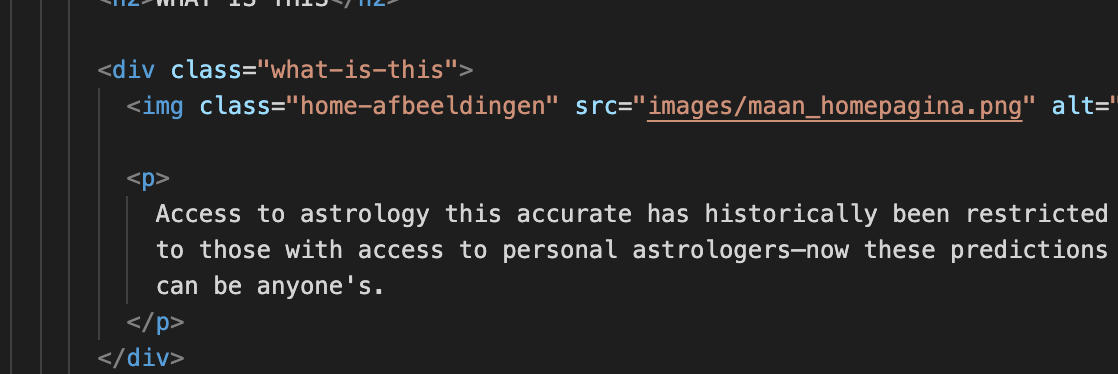 <h2>WHAT IS THIS</h2>
<div class="what-is-this">
<img class="home-afbeeldingen" src="images/maan_homepagina.png" alt="
<p>
Access to astrology this accurate has historically been restricted
to those with access to personal astrologers—now these predictions
can be anyone's.
</p>
</div>